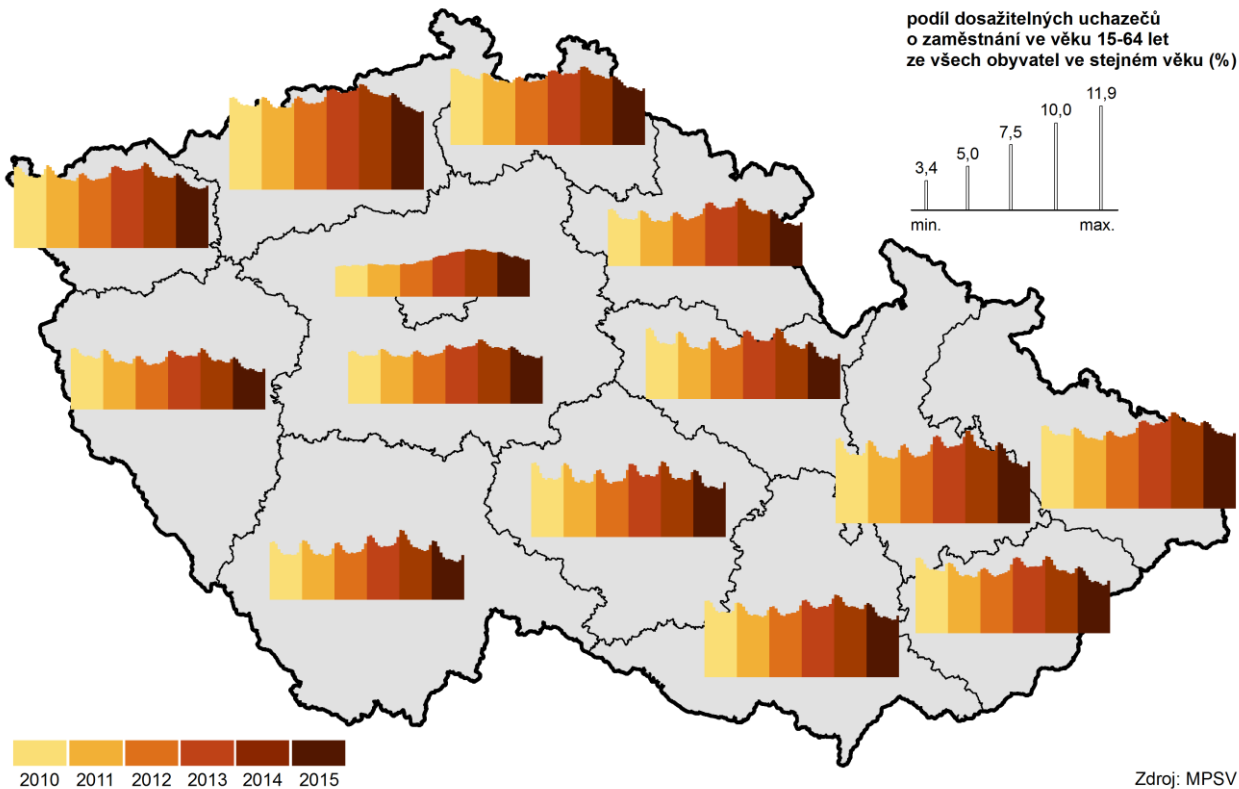 podíl dosažitelných uchazečů
o zaměstnání ve věku 15-64 let
ze všech obyvatel ve stejném věku (%)
11,9
10,0
7,5
5,0
3,4
min.
max.
2010 2011 2012 2013 2014 2015
Zdroj: MPSV